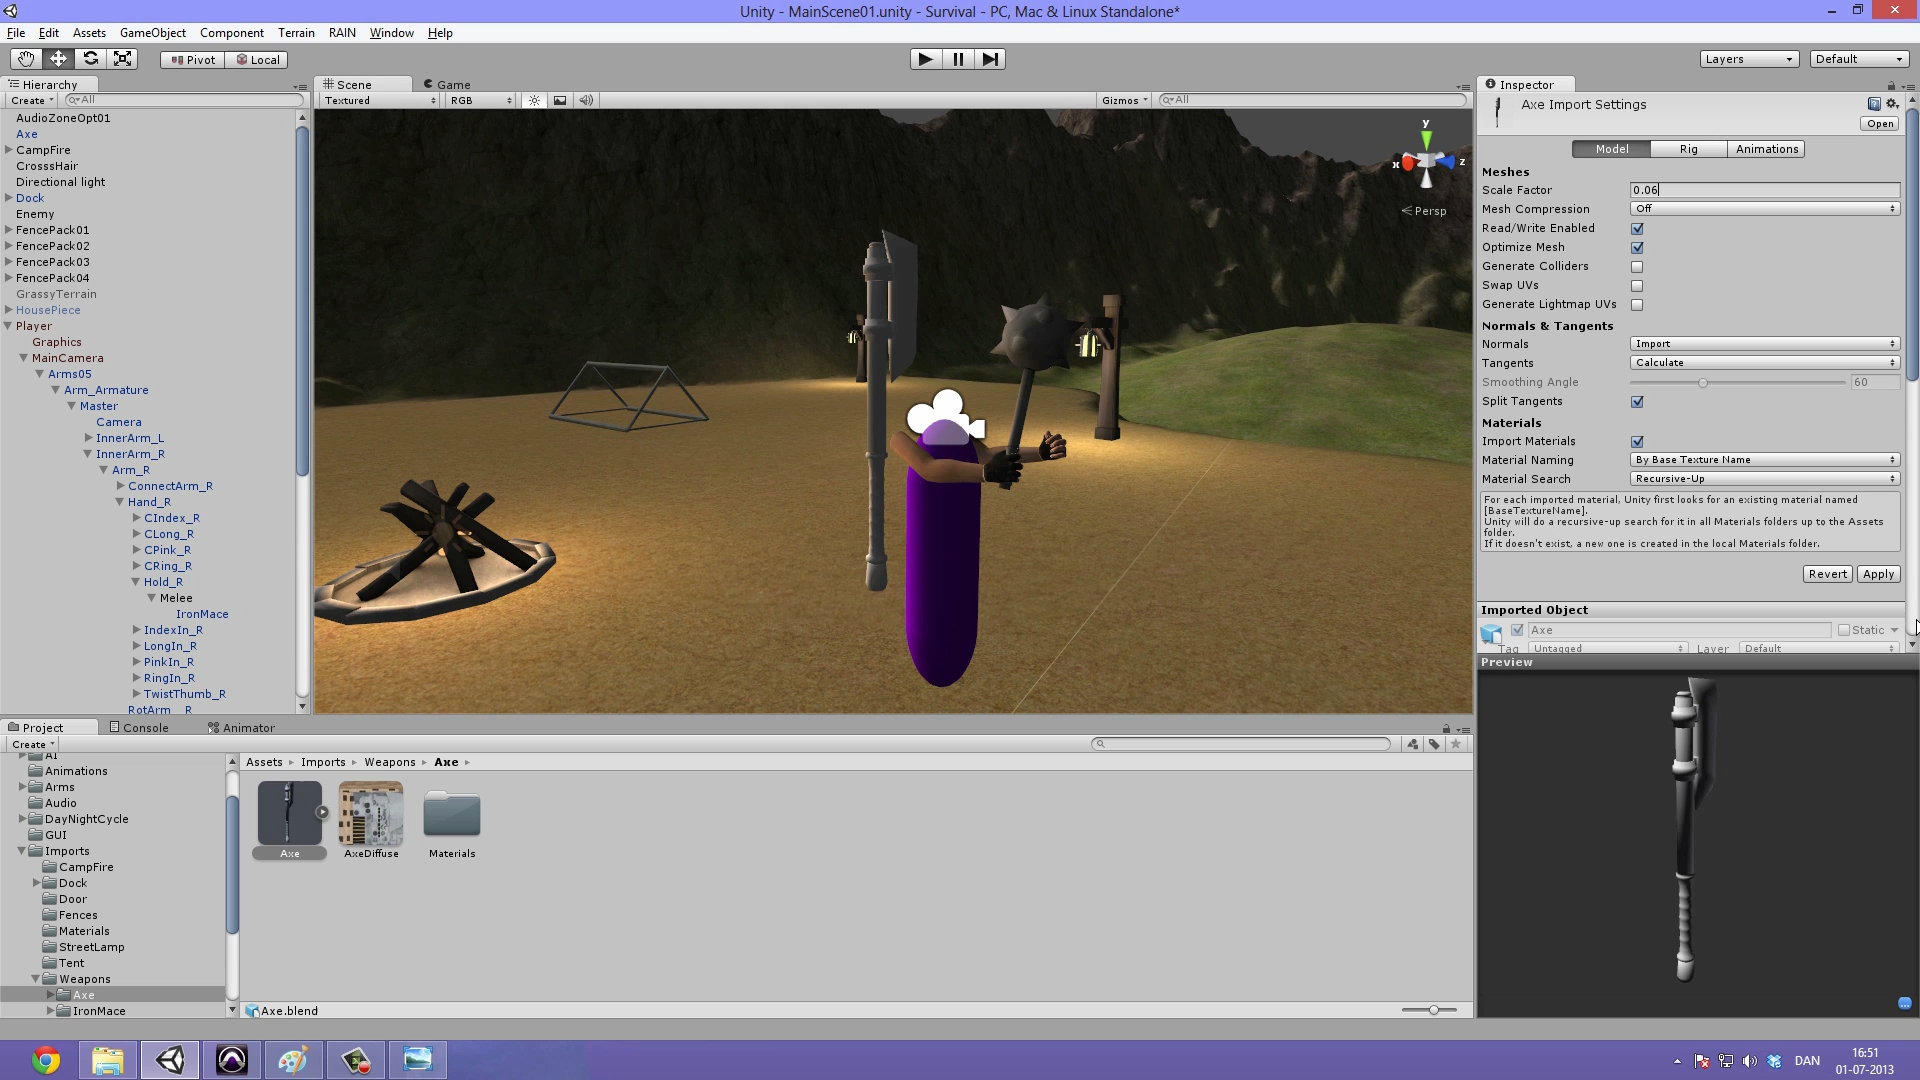 Unity - MainScene01.unity - Survival - PC, Mac & Linux Standalone*
File Edit Assets GameObject Component Terrain RAIN Window Help
Pivot Local Layers Default
Hierarchy
Create All
AudioZoneOpt01
Axe
CampFire
CrosssHair
Directional light
Dock
Enemy
FencePack01
FencePack02
FencePack03
FencePack04
GrassyTerrain
HousePiece
Player
Graphics
MainCamera
Arms05
Arm_Armature
Master
Camera
InnerArm_L
InnerArm_R
Arm_R
ConnectArm_R
Hand_R
CIndex_R
CLong_R
CPink_R
CRing_R
Hold_R
Melee
IronMace
IndexIn_R
LongIn_R
PinkIn_R
RingIn_R
TwistThumb_R
RotArm__R
Scene Game
Textured RGB Gizmos All
y
x z
Persp
Inspector
Axe Import Settings
Open
Model Rig Animations
Meshes
Scale Factor 0.06
Mesh Compression Off
Read/Write Enabled
Optimize Mesh
Generate Colliders
Swap UVs
Generate Lightmap UVs
Normals & Tangents
Normals Import
Tangents Calculate
Smoothing Angle 60
Split Tangents
Materials
Import Materials
Material Naming By Base Texture Name
Material Search Recursive-Up
For each imported material, Unity first looks for an existing material named
[BaseTextureName].
Unity will do a recursive-up search for it in all Materials folders up to the Assets
folder.
If it doesn't exist, a new one is created in the local Materials folder.
Revert Apply
Imported Object
Axe Static
Tag Untagged Layer Default
Preview
Project Console Animator
Create
AI
Animations
Arms
Audio
DayNightCycle
GUI
Imports
CampFire
Dock
Door
Fences
Materials
StreetLamp
Tent
Weapons
Axe
IronMace
Assets Imports Weapons Axe
Axe AxeDiffuse Materials
Axe.blend
DAN
16:51
01-07-2013